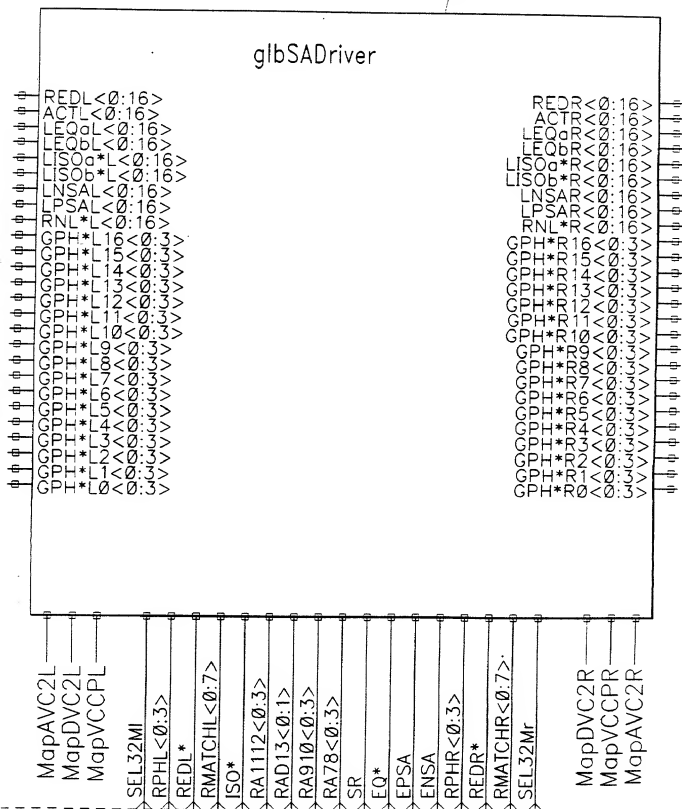 glbSADriver
REDL<0:16>
ACTL<0:16>
LEQaL<0:16>
LEQbL<0:16>
LISOa*L<0:16>
LISOb*L<0:16>
LNSAL<0:16>
LPSAL<0:16>
RNL*L<0:16>
GPH*L16<0:3>
GPH*L15<0:3>
GPH*L14<0:3>
GPH*L13<0:3>
GPH*L12<0:3>
GPH*L11<0:3>
GPH*L10<0:3>
GPH*L9<0:3>
GPH*L8<0:3>
GPH*L7<0:3>
GPH*L6<0:3>
GPH*L5<0:3>
GPH*L4<0:3>
GPH*L3<0:3>
GPH*L2<0:3>
GPH*L1<0:3>
GPH*L0<0:3>
REDR<0:16>
ACTR<0:16>
LEQaR<0:16>
LEQbR<0:16>
LISOa*R<0:16>
LISOb*R<0:16>
LNSAR<0:16>
LPSAR<0:16>
RNL*R<0:16>
GPH*R16<0:3>
GPH*R15<0:3>
GPH*R14<0:3>
GPH*R13<0:3>
GPH*R12<0:3>
GPH*R11<0:3>
GPH*R10<0:3>
GPH*R9<0:3>
GPH*R8<0:3>
GPH*R7<0:3>
GPH*R6<0:3>
GPH*R5<0:3>
GPH*R4<0:3>
GPH*R3<0:3>
GPH*R2<0:3>
GPH*R1<0:3>
GPH*R0<0:3>
MapAVC2L
MapDVC2L
MapVCCPL
SEL32Ml
RPHL<0:3>
REDL*
RMATCHL<0:7>
ISO*
RA1112<0:3>
RAD13<0:1>
RA910<0:3>
RA78<0:3>
SR
EQ*
EPSA
ENSA
RPHR<0:3>
REDR*
RMATCHR<0:7>
SEL32Mr
MapDVC2R
MapVCCPR
MapAVC2R